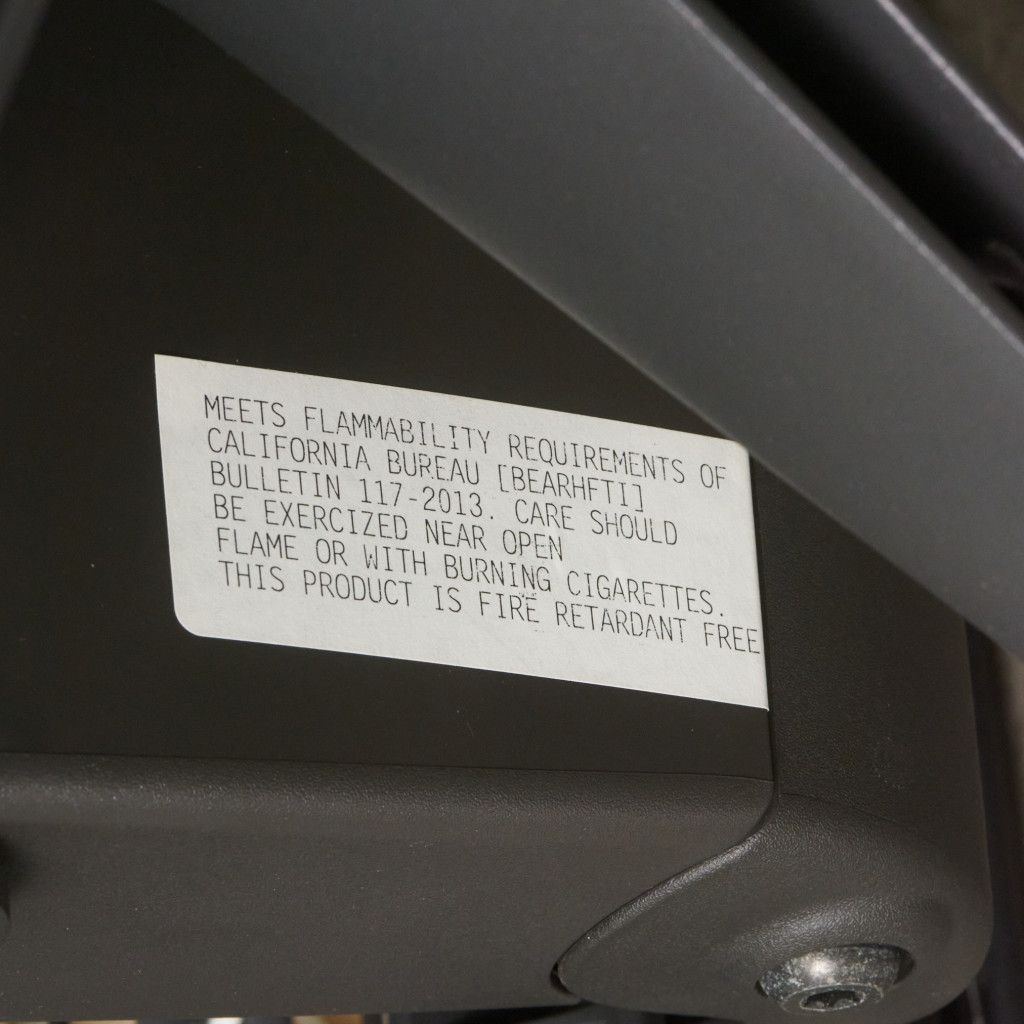 MEETS FLAMMABILITY REQUIREMENTS OF
CALIFORNIA BUREAU [BEARHFTI]
BULLETIN 117-2013. CARE SHOULD
BE EXERCIZED NEAR OPEN
FLAME OR WITH BURNING CIGARETTES.
THIS PRODUCT IS FIRE RETARDANT FREE